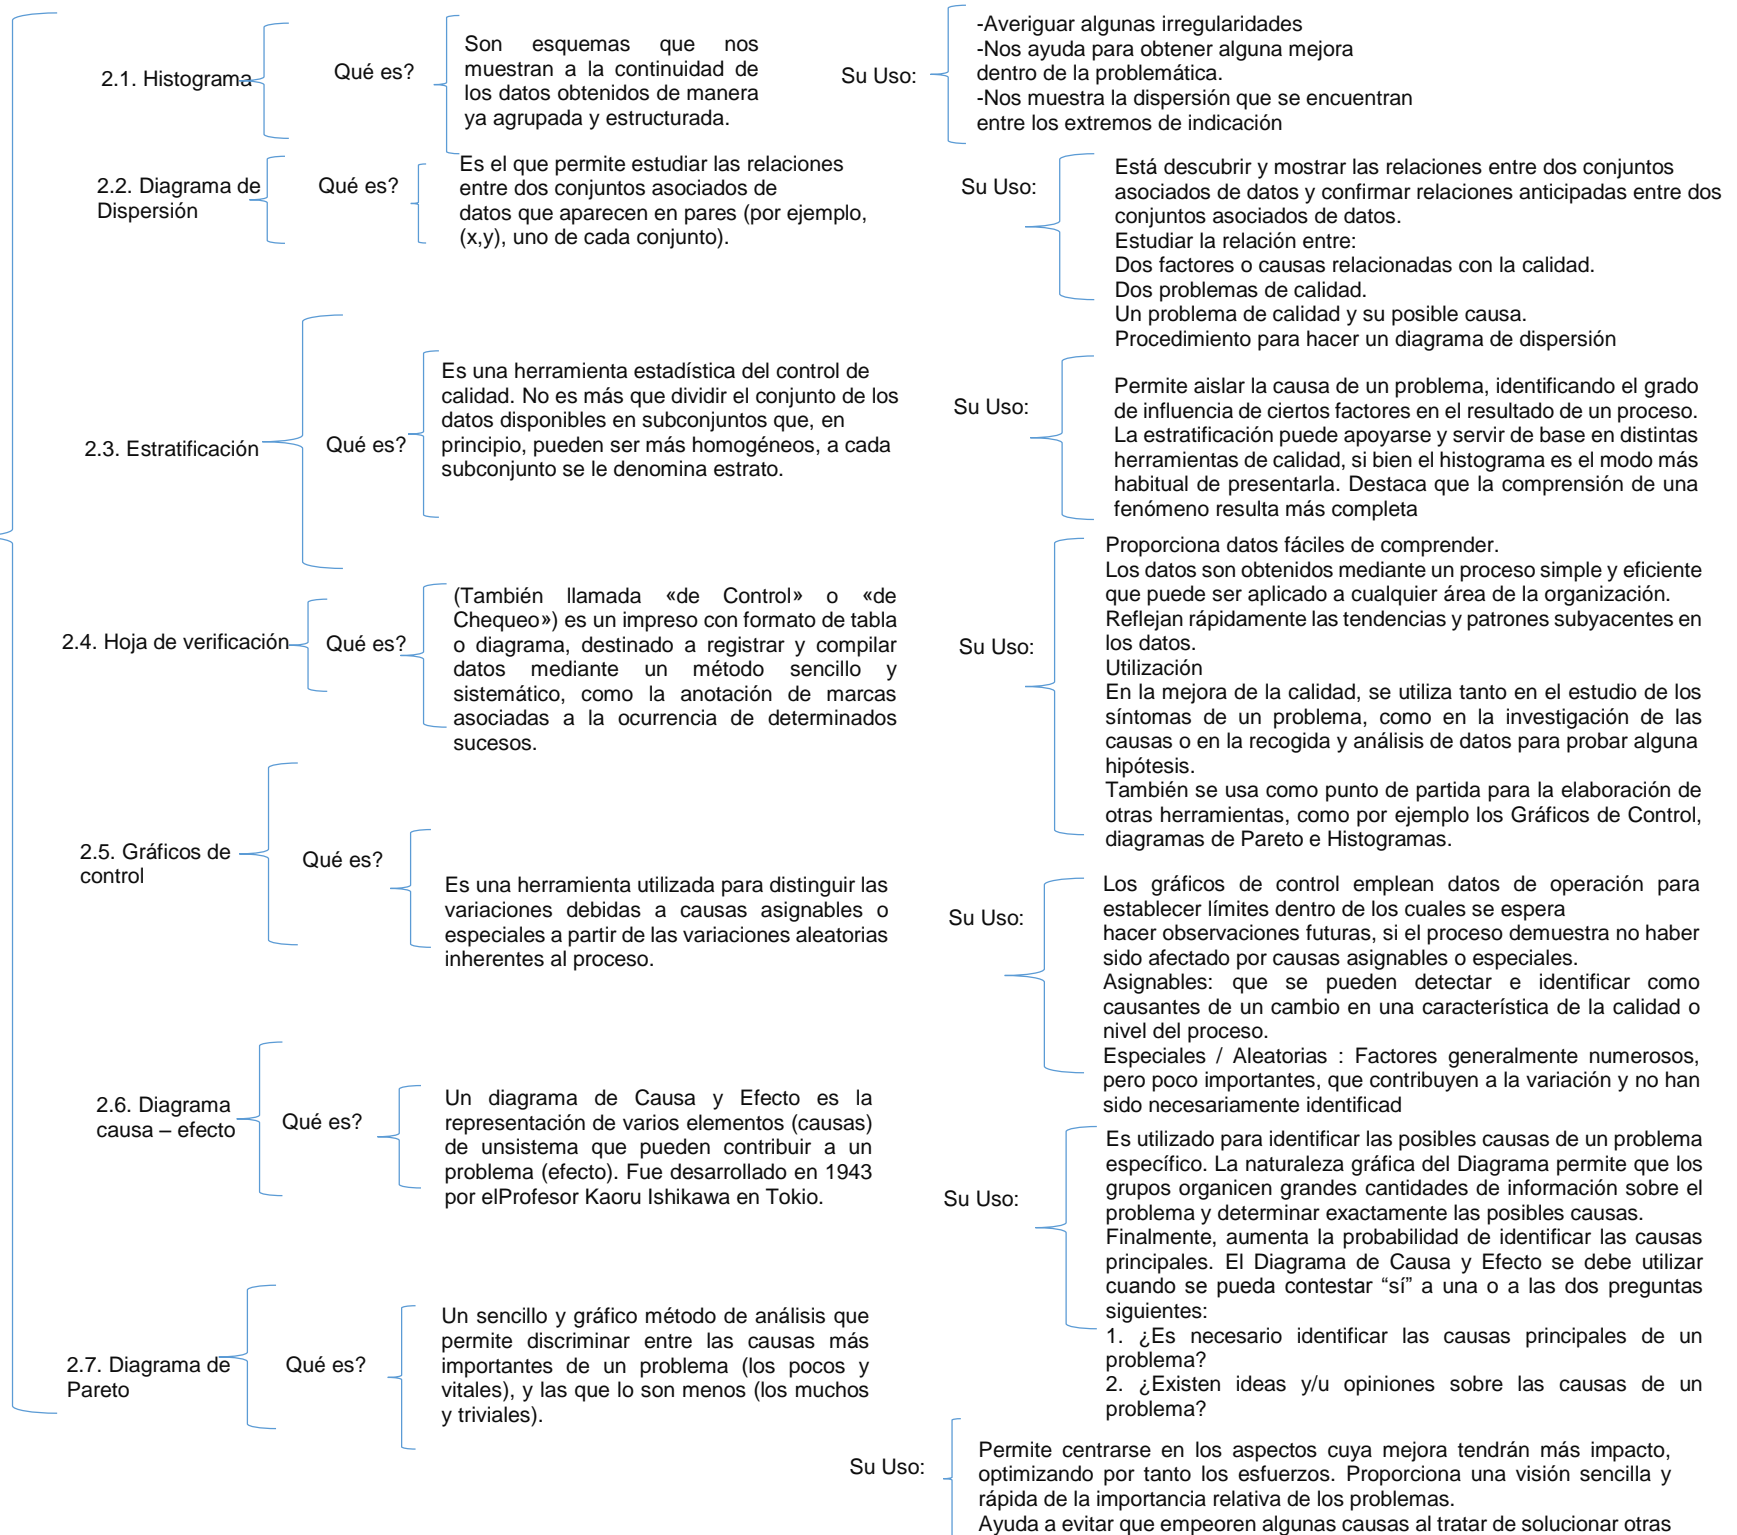 2.1. Histograma
Qué es?
Son esquemas que nos
muestran a la continuidad de
los datos obtenidos de manera
ya agrupada y estructurada.
Su Uso:
-Averiguar algunas irregularidades
-Nos ayuda para obtener alguna mejora
dentro de la problemática.
-Nos muestra la dispersión que se encuentran
entre los extremos de indicación
2.2. Diagrama de
Dispersión
Qué es?
Es el que permite estudiar las relaciones
entre dos conjuntos asociados de
datos que aparecen en pares (por ejemplo,
(x,y), uno de cada conjunto).
Su Uso:
Está descubrir y mostrar las relaciones entre dos conjuntos
asociados de datos y confirmar relaciones anticipadas entre dos
conjuntos asociados de datos.
Estudiar la relación entre:
Dos factores o causas relacionadas con la calidad.
Dos problemas de calidad.
Un problema de calidad y su posible causa.
Procedimiento para hacer un diagrama de dispersión
2.3. Estratificación
Qué es?
Es una herramienta estadística del control de
calidad. No es más que dividir el conjunto de los
datos disponibles en subconjuntos que, en
principio, pueden ser más homogéneos, a cada
subconjunto se le denomina estrato.
Su Uso:
Permite aislar la causa de un problema, identificando el grado
de influencia de ciertos factores en el resultado de un proceso.
La estratificación puede apoyarse y servir de base en distintas
herramientas de calidad, si bien el histograma es el modo más
habitual de presentarla. Destaca que la comprensión de una
fenómeno resulta más completa
2.4. Hoja de verificación
Qué es?
(También llamada «de Control» o «de
Chequeo») es un impreso con formato de tabla
o diagrama, destinado a registrar y compilar
datos mediante un método sencillo y
sistemático, como la anotación de marcas
asociadas a la ocurrencia de determinados
sucesos.
Su Uso:
Proporciona datos fáciles de comprender.
Los datos son obtenidos mediante un proceso simple y eficiente
que puede ser aplicado a cualquier área de la organización.
Reflejan rápidamente las tendencias y patrones subyacentes en
los datos.
Utilización
En la mejora de la calidad, se utiliza tanto en el estudio de los
síntomas de un problema, como en la investigación de las
causas o en la recogida y análisis de datos para probar alguna
hipótesis.
También se usa como punto de partida para la elaboración de
otras herramientas, como por ejemplo los Gráficos de Control,
diagramas de Pareto e Histogramas.
2.5. Gráficos de
control
Qué es?
Es una herramienta utilizada para distinguir las
variaciones debidas a causas asignables o
especiales a partir de las variaciones aleatorias
inherentes al proceso.
Su Uso:
Los gráficos de control emplean datos de operación para
establecer límites dentro de los cuales se espera
hacer observaciones futuras, si el proceso demuestra no haber
sido afectado por causas asignables o especiales.
Asignables: que se pueden detectar e identificar como
causantes de un cambio en una característica de la calidad o
nivel del proceso.
Especiales / Aleatorias : Factores generalmente numerosos,
pero poco importantes, que contribuyen a la variación y no han
sido necesariamente identificad
2.6. Diagrama
causa – efecto
Qué es?
Un diagrama de Causa y Efecto es la
representación de varios elementos (causas)
de unsistema que pueden contribuir a un
problema (efecto). Fue desarrollado en 1943
por elProfesor Kaoru Ishikawa en Tokio.
Su Uso:
Es utilizado para identificar las posibles causas de un problema
específico. La naturaleza gráfica del Diagrama permite que los
grupos organicen grandes cantidades de información sobre el
problema y determinar exactamente las posibles causas.
Finalmente, aumenta la probabilidad de identificar las causas
principales. El Diagrama de Causa y Efecto se debe utilizar
cuando se pueda contestar “sí” a una o a las dos preguntas
siguientes:
1. ¿Es necesario identificar las causas principales de un
problema?
2. ¿Existen ideas y/u opiniones sobre las causas de un
problema?
2.7. Diagrama de
Pareto
Qué es?
Un sencillo y gráfico método de análisis que
permite discriminar entre las causas más
importantes de un problema (los pocos y
vitales), y las que lo son menos (los muchos
y triviales).
Su Uso:
Permite centrarse en los aspectos cuya mejora tendrán más impacto,
optimizando por tanto los esfuerzos. Proporciona una visión sencilla y
rápida de la importancia relativa de los problemas.
Ayuda a evitar que empeoren algunas causas al tratar de solucionar otras